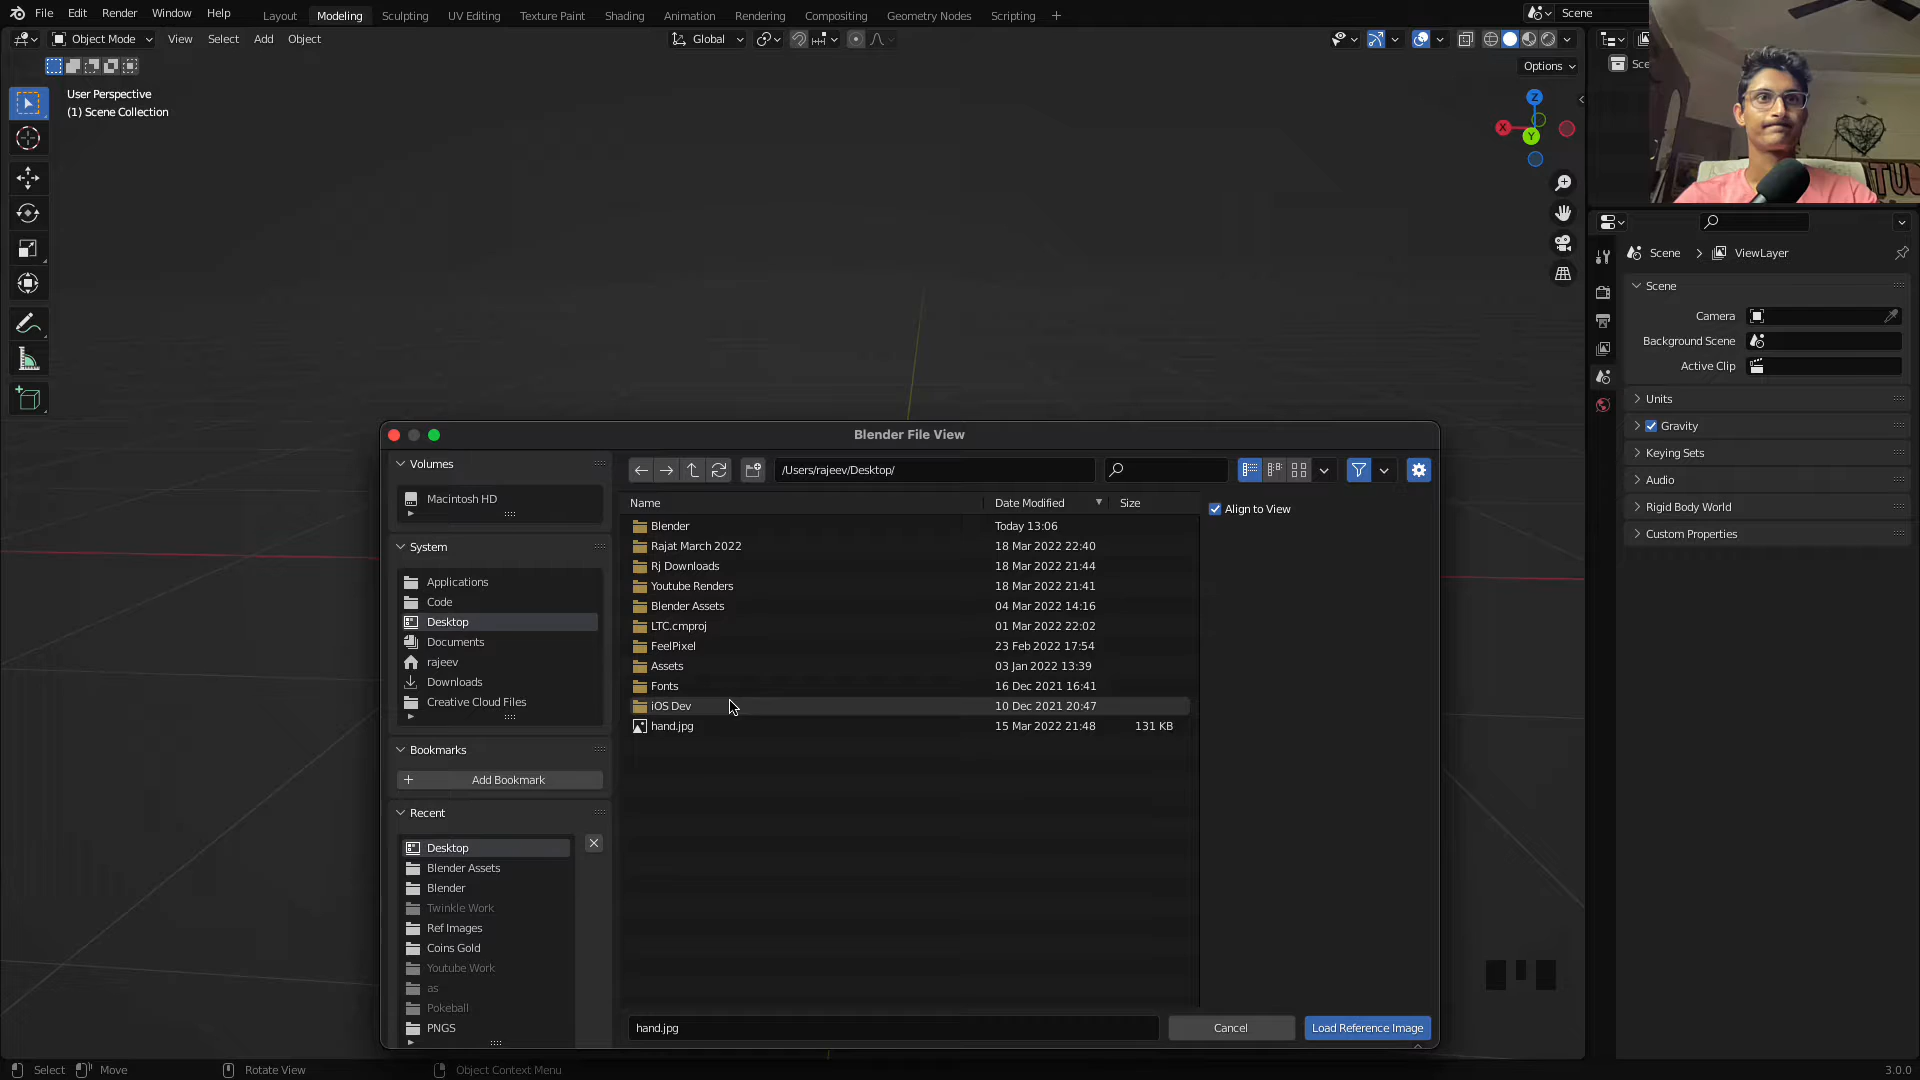 File Edit Render Window Help
Layout Modeling Sculpting UV Editing Texture Paint Shading Animation Rendering Compositing Geometry Nodes Scripting +
Scene
Object Mode View Select Add Object
Global
Options
User Perspective
(1) Scene Collection
Z
X
Y
Scene ViewLayer
Scene
Camera
Background Scene
Active Clip
Units
Gravity
Keying Sets
Audio
Rigid Body World
Custom Properties
Blender File View
Volumes
Macintosh HD
System
Applications
Code
Desktop
Documents
rajeev
Downloads
Creative Cloud Files
Bookmarks
+ Add Bookmark
Recent
Desktop
Blender Assets
Blender
Twinkle Work
Ref Images
Coins Gold
Youtube Work
as
Pokeball
PNGS
/Users/rajeev/Desktop/
Name Date Modified Size
Blender Today 13:06
Rajat March 2022 18 Mar 2022 22:40
Rj Downloads 18 Mar 2022 21:44
Youtube Renders 18 Mar 2022 21:41
Blender Assets 04 Mar 2022 14:16
LTC.cmproj 01 Mar 2022 22:02
FeelPixel 23 Feb 2022 17:54
Assets 03 Jan 2022 13:39
Fonts 16 Dec 2021 16:41
iOS Dev 10 Dec 2021 20:47
hand.jpg 15 Mar 2022 21:48 131 KB
Align to View
hand.jpg
Cancel
Load Reference Image
Select Move Rotate View Object Context Menu
3.0.0